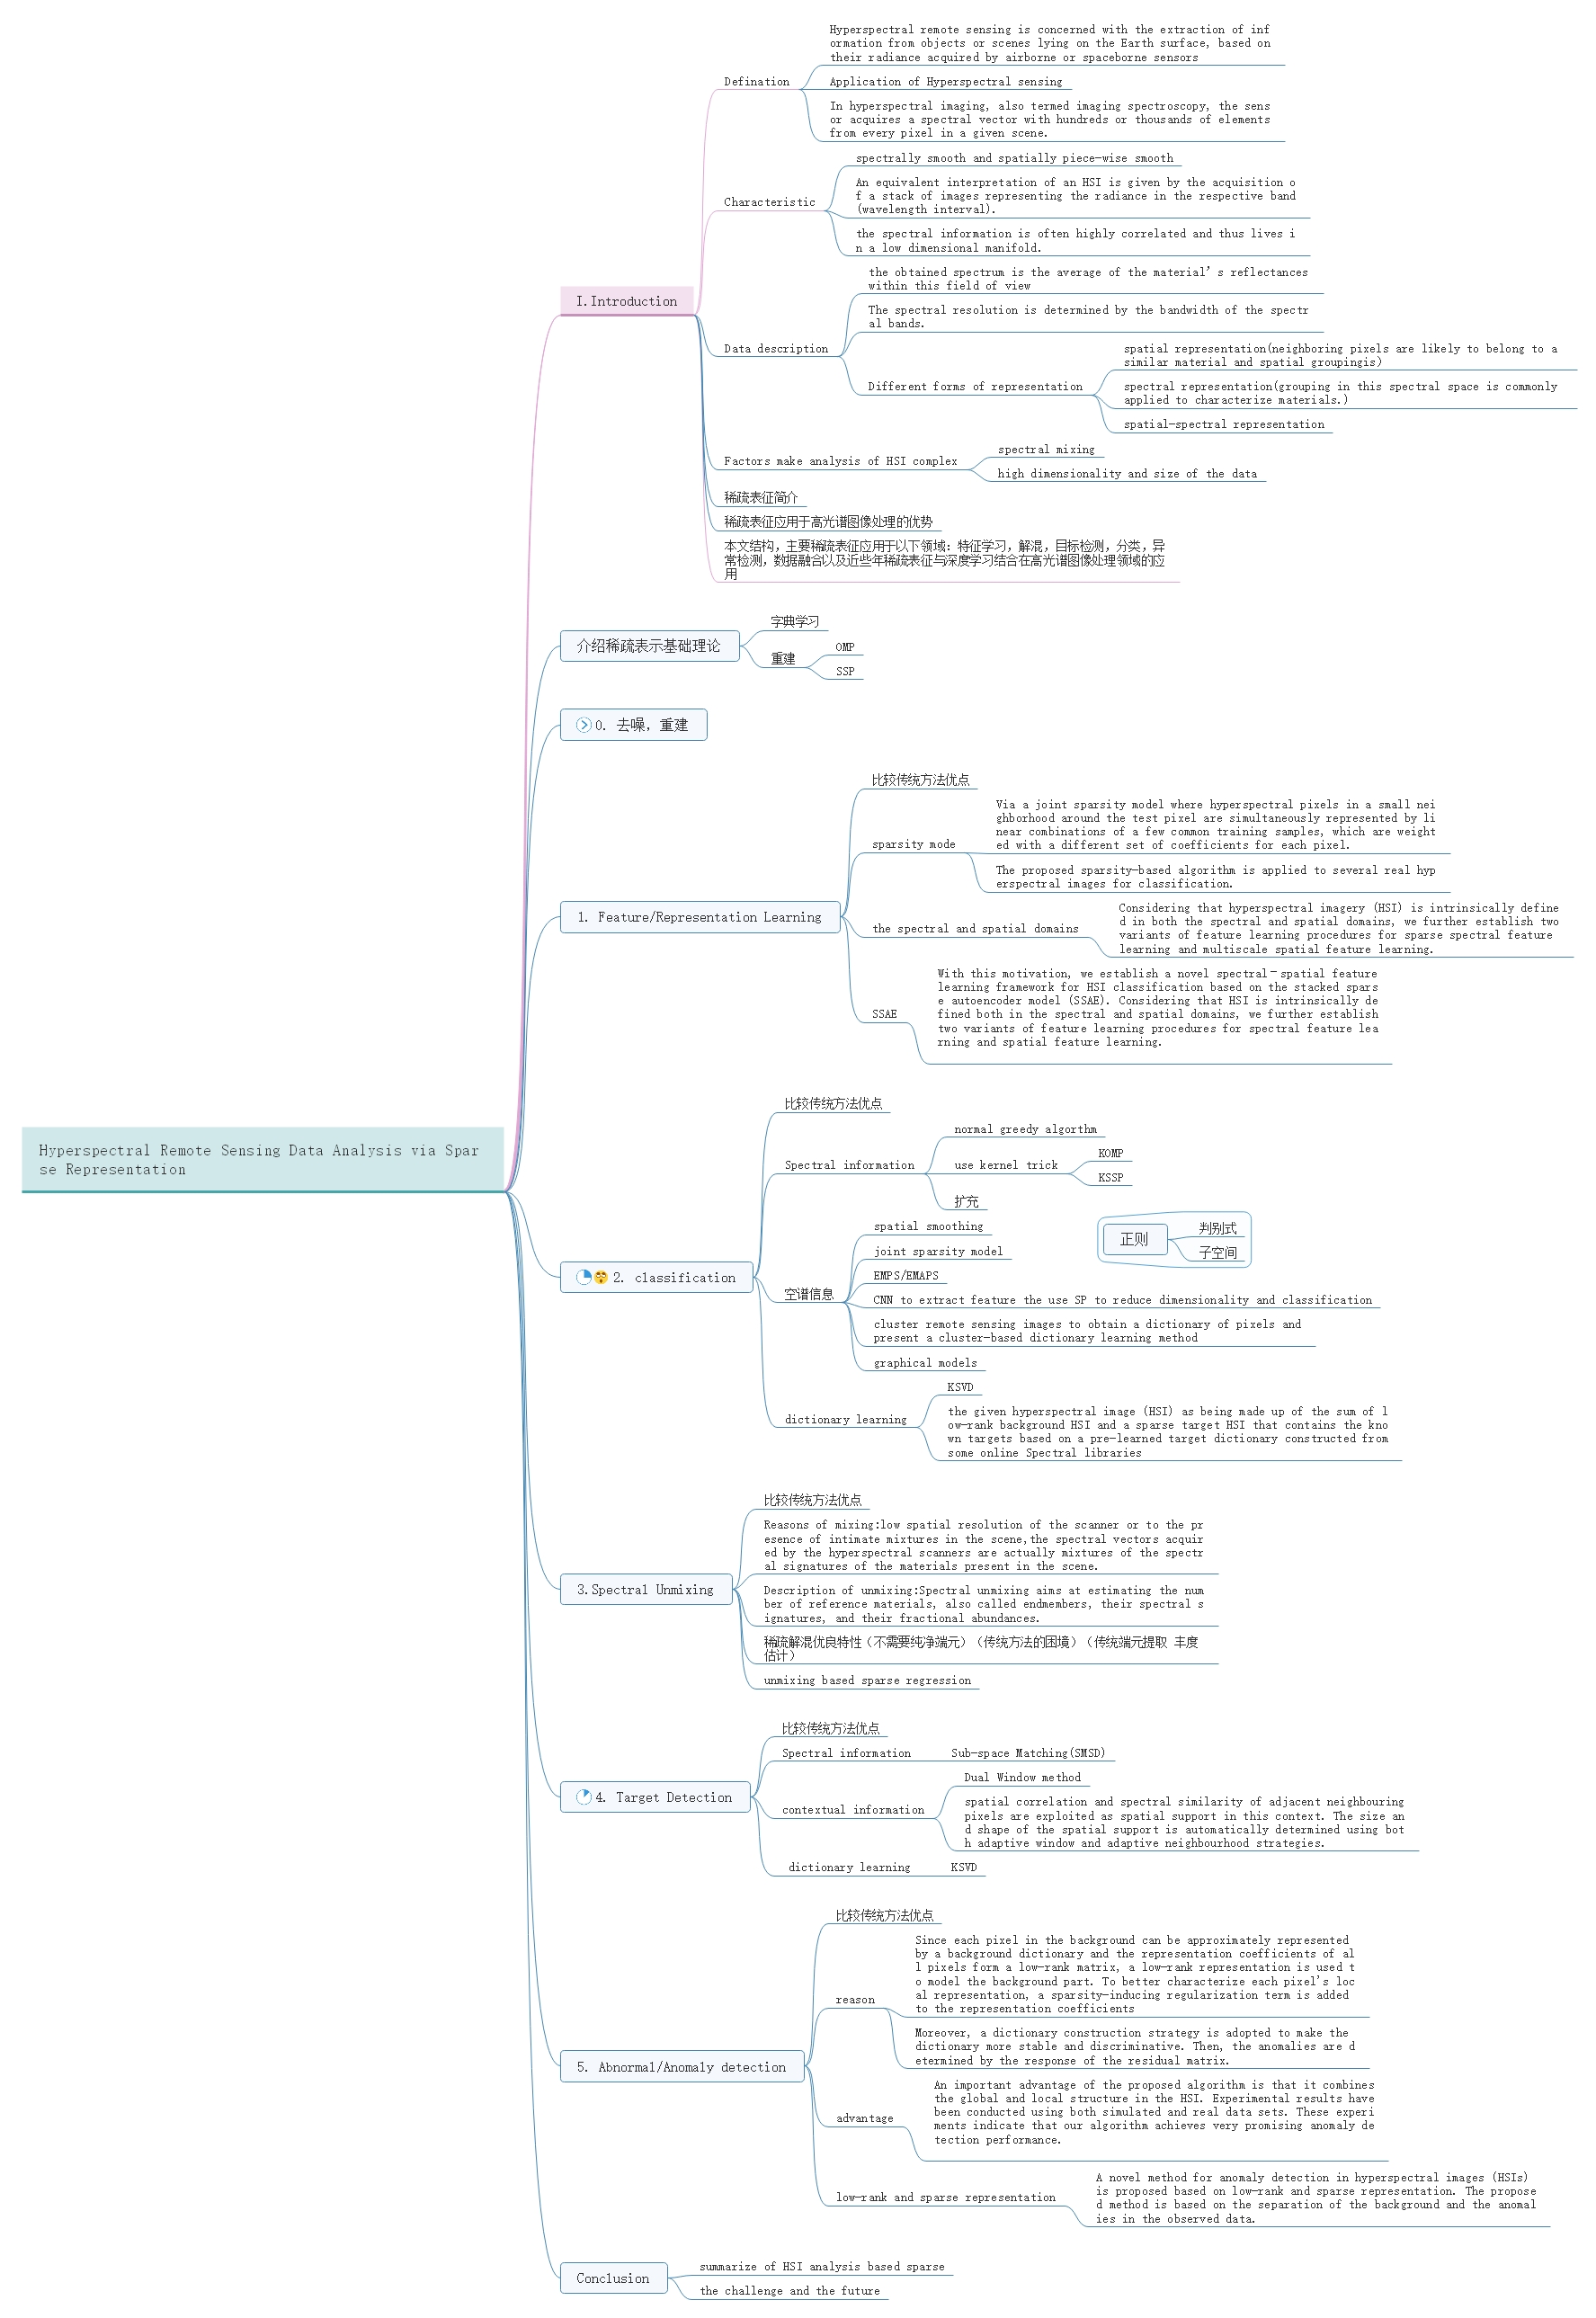 Hyperspectral remote sensing is concerned with the extraction of inf
ormation from objects or scenes lying on the Earth surface, based on
their radiance acquired by airborne or spaceborne sensors
Defination
Application of Hyperspectral sensing
In hyperspectral imaging, also termed imaging spectroscopy, the sens
or acquires a spectral vector with hundreds or thousands of elements
from every pixel in a given scene.
spectrally smooth and spatially piece-wise smooth
An equivalent interpretation of an HSI is given by the acquisition o
f a stack of images representing the radiance in the respective band
(wavelength interval).
Characteristic
the spectral information is often highly correlated and thus lives i
n a low dimensional manifold.
the obtained spectrum is the average of the material's reflectances
within this field of view
I.Introduction
The spectral resolution is determined by the bandwidth of the spectr
al bands.
Data description
spatial representation(neighboring pixels are likely to belong to a
similar material and spatial groupingis)
Different forms of representation
spectral representation(grouping in this spectral space is commonly
applied to characterize materials.)
spatial-spectral representation
Factors make analysis of HSI complex
spectral mixing
high dimensionality and size of the data
稀疏表征简介
稀疏表征应用于高光谱图像处理的优势
本文结构，主要稀疏表征应用于以下领域：特征学习，解混，目标检测，分类，异
常检测，数据融合以及近些年稀疏表征与深度学习结合在高光谱图像处理领域的应
用
介绍稀疏表示基础理论
字典学习
重建
OMP
SSP
0. 去噪，重建
比较传统方法优点
Via a joint sparsity model where hyperspectral pixels in a small nei
ghborhood around the test pixel are simultaneously represented by li
near combinations of a few common training samples, which are weight
ed with a different set of coefficients for each pixel.
sparsity mode
The proposed sparsity-based algorithm is applied to several real hyp
erspectral images for classification.
1. Feature/Representation Learning
the spectral and spatial domains
Considering that hyperspectral imagery (HSI) is intrinsically define
d in both the spectral and spatial domains, we further establish two
variants of feature learning procedures for sparse spectral feature
learning and multiscale spatial feature learning.
SSAE
With this motivation, we establish a novel spectral–spatial feature
learning framework for HSI classification based on the stacked spars
e autoencoder model (SSAE). Considering that HSI is intrinsically de
fined both in the spectral and spatial domains, we further establish
two variants of feature learning procedures for spectral feature lea
rning and spatial feature learning.
Hyperspectral Remote Sensing Data Analysis via Spar
se Representation
比较传统方法优点
Spectral information
normal greedy algorthm
use kernel trick
KOMP
KSSP
扩充
正则
判别式
子空间
2. classification
空谱信息
spatial smoothing
joint sparsity model
EMPS/EMAPS
CNN to extract feature the use SP to reduce dimensionality and classification
cluster remote sensing images to obtain a dictionary of pixels and
present a cluster-based dictionary learning method
graphical models
dictionary learning
KSVD
the given hyperspectral image (HSI) as being made up of the sum of l
ow-rank background HSI and a sparse target HSI that contains the kno
wn targets based on a pre-learned target dictionary constructed from
some online Spectral libraries
比较传统方法优点
Reasons of mixing:low spatial resolution of the scanner or to the pr
esence of intimate mixtures in the scene,the spectral vectors acquir
ed by the hyperspectral scanners are actually mixtures of the spectr
al signatures of the materials present in the scene.
3.Spectral Unmixing
Description of unmixing:Spectral unmixing aims at estimating the num
ber of reference materials, also called endmembers, their spectral s
ignatures, and their fractional abundances.
稀疏解混优良特性（不需要纯净端元）（传统方法的困境）（传统端元提取 丰度
估计）
unmixing based sparse regression
比较传统方法优点
Spectral information
Sub-space Matching(SMSD)
4. Target Detection
contextual information
Dual Window method
spatial correlation and spectral similarity of adjacent neighbouring
pixels are exploited as spatial support in this context. The size an
d shape of the spatial support is automatically determined using bot
h adaptive window and adaptive neighbourhood strategies.
dictionary learning
KSVD
比较传统方法优点
Since each pixel in the background can be approximately represented
by a background dictionary and the representation coefficients of al
l pixels form a low-rank matrix, a low-rank representation is used t
o model the background part. To better characterize each pixel's loc
al representation, a sparsity-inducing regularization term is added
to the representation coefficients
reason
Moreover, a dictionary construction strategy is adopted to make the
dictionary more stable and discriminative. Then, the anomalies are d
etermined by the response of the residual matrix.
5. Abnormal/Anomaly detection
advantage
An important advantage of the proposed algorithm is that it combines
the global and local structure in the HSI. Experimental results have
been conducted using both simulated and real data sets. These experi
ments indicate that our algorithm achieves very promising anomaly de
tection performance.
low-rank and sparse representation
A novel method for anomaly detection in hyperspectral images (HSIs)
is proposed based on low-rank and sparse representation. The propose
d method is based on the separation of the background and the anomal
ies in the observed data.
Conclusion
summarize of HSI analysis based sparse
the challenge and the future